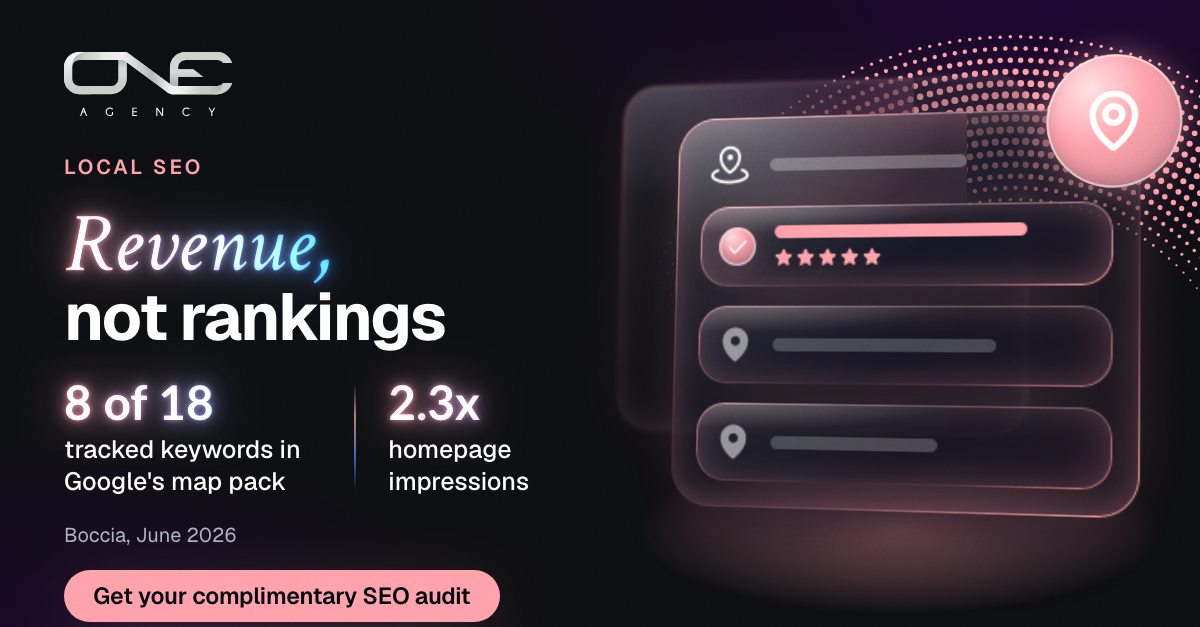 ONE
AGENCY
LOCAL SEO
Revenue,
not rankings
8 of 18
tracked keywords in
Google's map pack
2.3x
homepage
impressions
Boccia, June 2026
Get your complimentary SEO audit